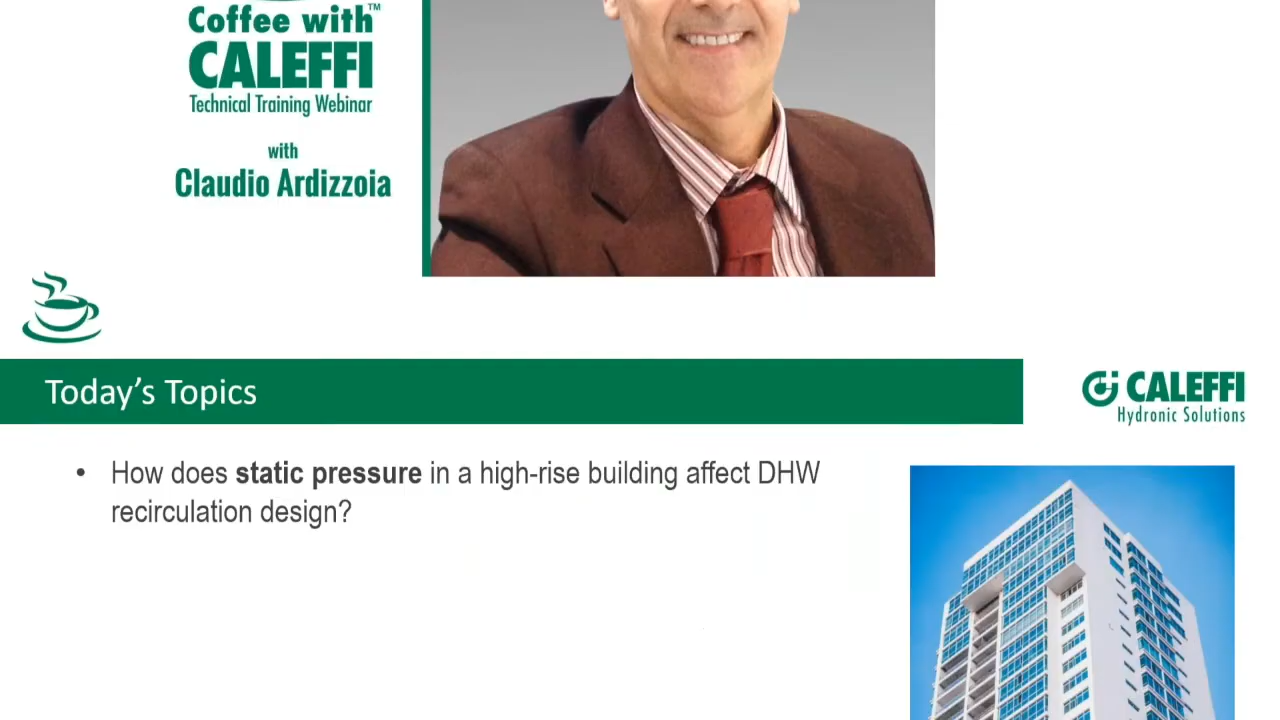 Coffee with™
CALEFFI
Technical Training Webinar
with
Claudio Ardizzoia
Today's Topics
CALEFFI
Hydronic Solutions
• How does static pressure in a high-rise building affect DHW
recirculation design?